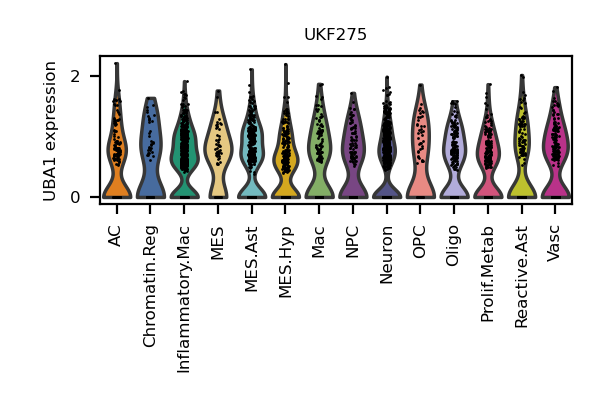 UKF275
UBA1 expression
2
0
AC
Chromatin.Reg
Inflammatory.Mac
MES
MES.Ast
MES.Hyp
Mac
NPC
Neuron
OPC
Oligo
Prolif.Metab
Reactive.Ast
Vasc